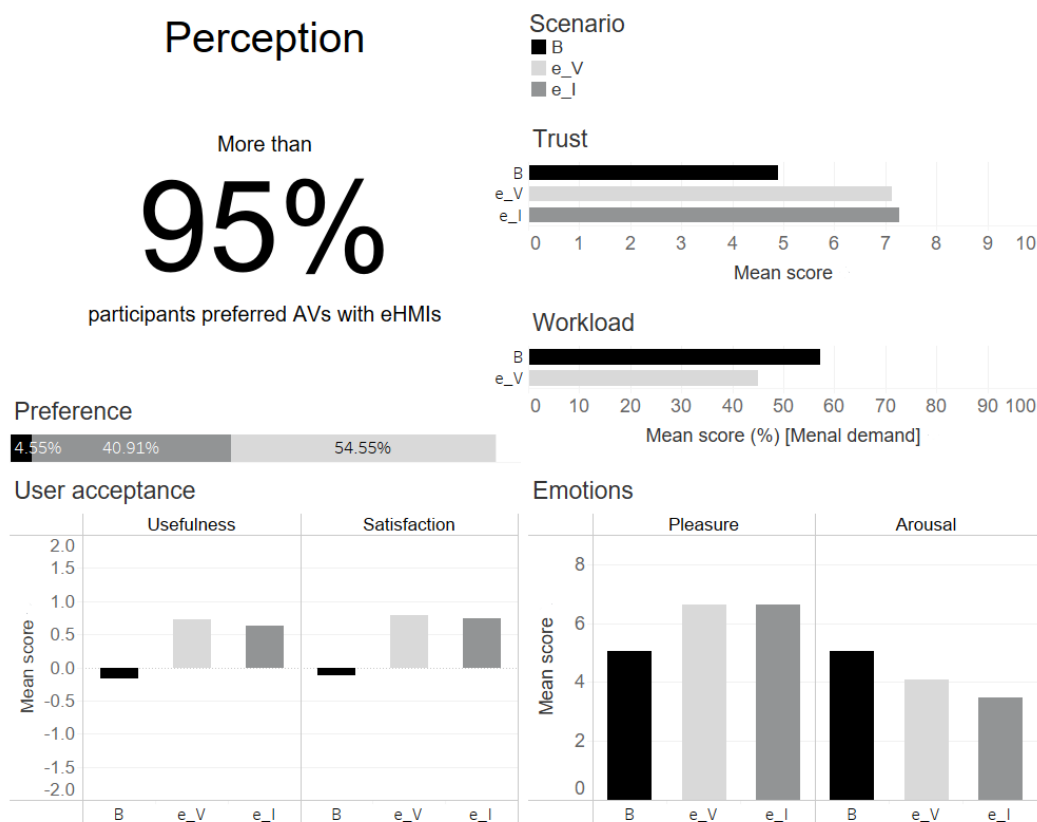 Perception
More than
95%
participants preferred AVs with eHMIs
Scenario
B
e_V
e_I
Trust
B
e_V
e_I
0 1 2 3 4 5 6 7 8 9 10
Mean score
Workload
B
e_V
0 10 20 30 40 50 60 70 80 90 100
Mean score (%) [Menal demand]
Preference
4.55% 40.91% 54.55%
User acceptance
Usefulness Satisfaction
Mean score
2.0
1.5
1.0
0.5
0.0
-0.5
-1.0
-1.5
-2.0
B e_V e_I B e_V e_I
Emotions
Pleasure Arousal
Mean score
8
6
4
2
0
B e_V e_I B e_V e_I